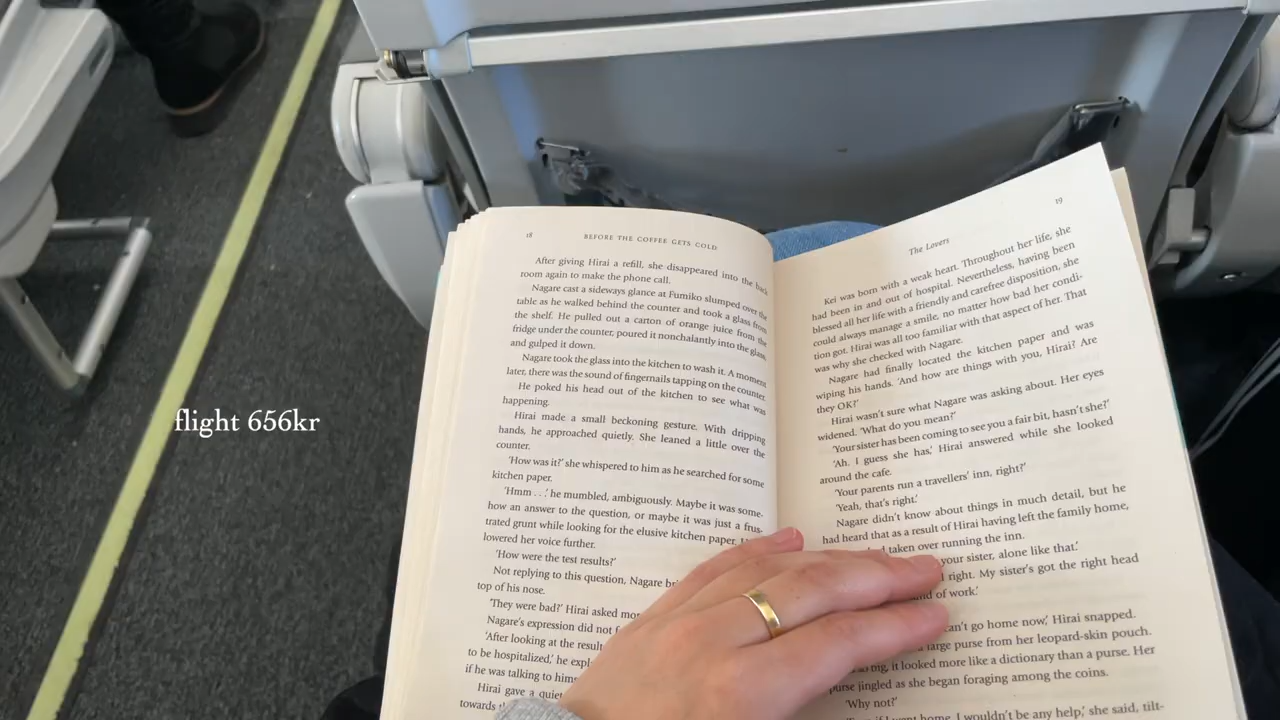 flight 656kr
18
BEFORE THE COFFEE GETS COLD
After giving Hirai a refill, she disappeared into the back
room again to make the phone call.
Nagare cast a sideways glance at Fumiko slumped over the
table as he walked behind the counter and took a glass from
the shelf. He pulled out a carton of orange juice from the
fridge under the counter, poured it nonchalantly into the glass,
and gulped it down.
Nagare took the glass into the kitchen to wash it. A moment
later, there was the sound of fingernails tapping on the counter.
He poked his head out of the kitchen to see what was
happening.
Hirai made a small beckoning gesture. With dripping
hands, he approached quietly. She leaned a little over the
counter.
'How was it?' she whispered to him as he searched for some
kitchen paper.
'Hmm . . .' he mumbled, ambiguously. Maybe it was some-
how an answer to the question, or maybe it was just a frus-
trated grunt while looking for the elusive kitchen paper.
lowered her voice further.
'How were the test results?'
Not replying to this question, Nagare
top of his nose.
'They were bad?' Hirai asked
Nagare's expression did not
'After looking at the
to be hospitalized,' he
if he was talking to
Hirai gave a
towards
19
The Lovers
Kei was born with a weak heart. Throughout her life, she
had been in and out of hospital. Nevertheless, having been
blessed all her life with a friendly and carefree disposition, she
could always manage a smile, no matter how bad her condi-
tion got. Hirai was all too familiar with that aspect of her. That
was why she checked with Nagare.
Nagare had finally located the kitchen paper and was
wiping his hands. 'And how are things with you, Hirai? Are
they OK?'
Hirai wasn't sure what Nagare was asking about. Her eyes
widened. 'What do you mean?'
'Your sister has been coming to see you a fair bit, hasn't she?'
'Ah. I guess she has,' Hirai answered while she looked
around the cafe.
'Your parents run a travellers' inn, right?'
'Yeah, that's right.'
Nagare didn't know about things in much detail, but he
had heard that as a result of Hirai having left the family home,
taken over running the inn.
your sister, alone like that.'
right. My sister's got the right head
of work.'
can't go home now,' Hirai snapped.
large purse from her leopard-skin pouch.
big, it looked more like a dictionary than a purse. Her
purse jingled as she began foraging among the coins.
'Why not?'
if I went home, I wouldn't be any help,' she said, tilt-